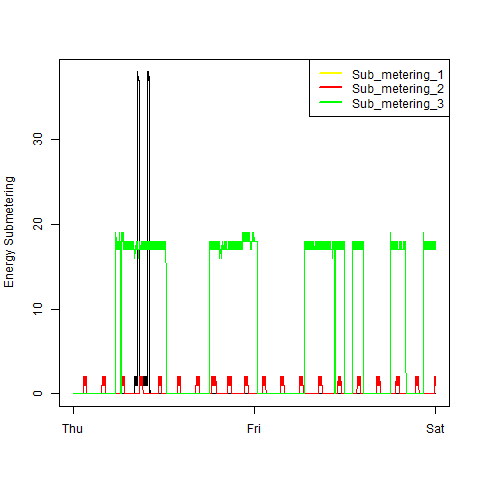 Sub_metering_1
Sub_metering_2
Sub_metering_3
Energy Submetering
30
20
10
0
Thu
Fri
Sat